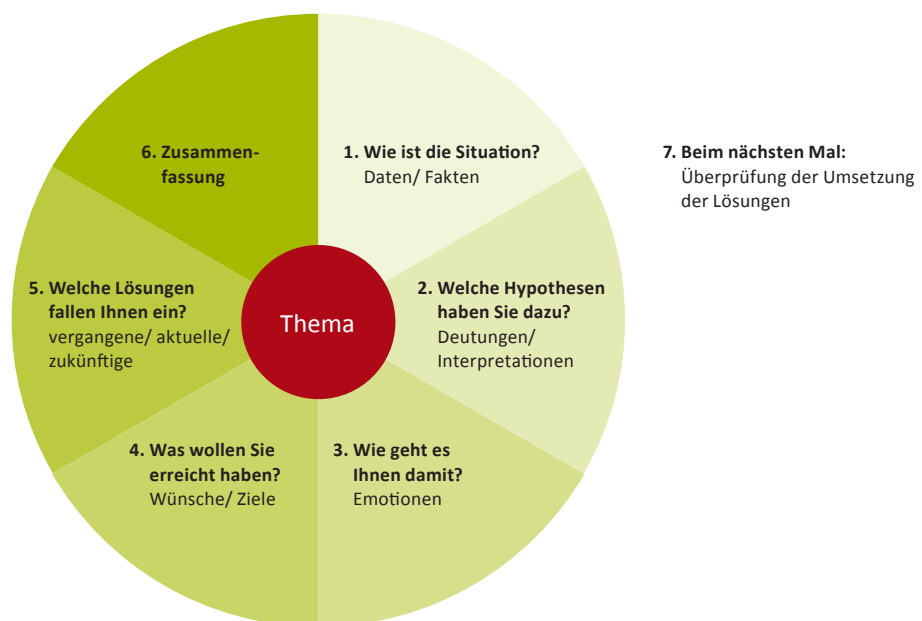 1. Wie ist die Situation?
Daten/ Fakten
2. Welche Hypothesen
haben Sie dazu?
Deutungen/
Interpretationen
3. Wie geht es
Ihnen damit?
Emotionen
4. Was wollen Sie
erreicht haben?
Wünsche/ Ziele
5. Welche Lösungen
fallen Ihnen ein?
vergangene/ aktuelle/
zukünftige
6. Zusammen-
fassung
7. Beim nächsten Mal:
Überprüfung der Umsetzung
der Lösungen
Thema